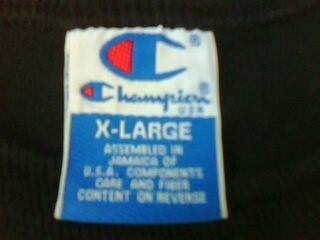 Champion
USA
X-LARGE
ASSEMBLED IN
JAMAICA OF
U.S.A. COMPONENTS
CARE AND FIBER
CONTENT ON REVERSE